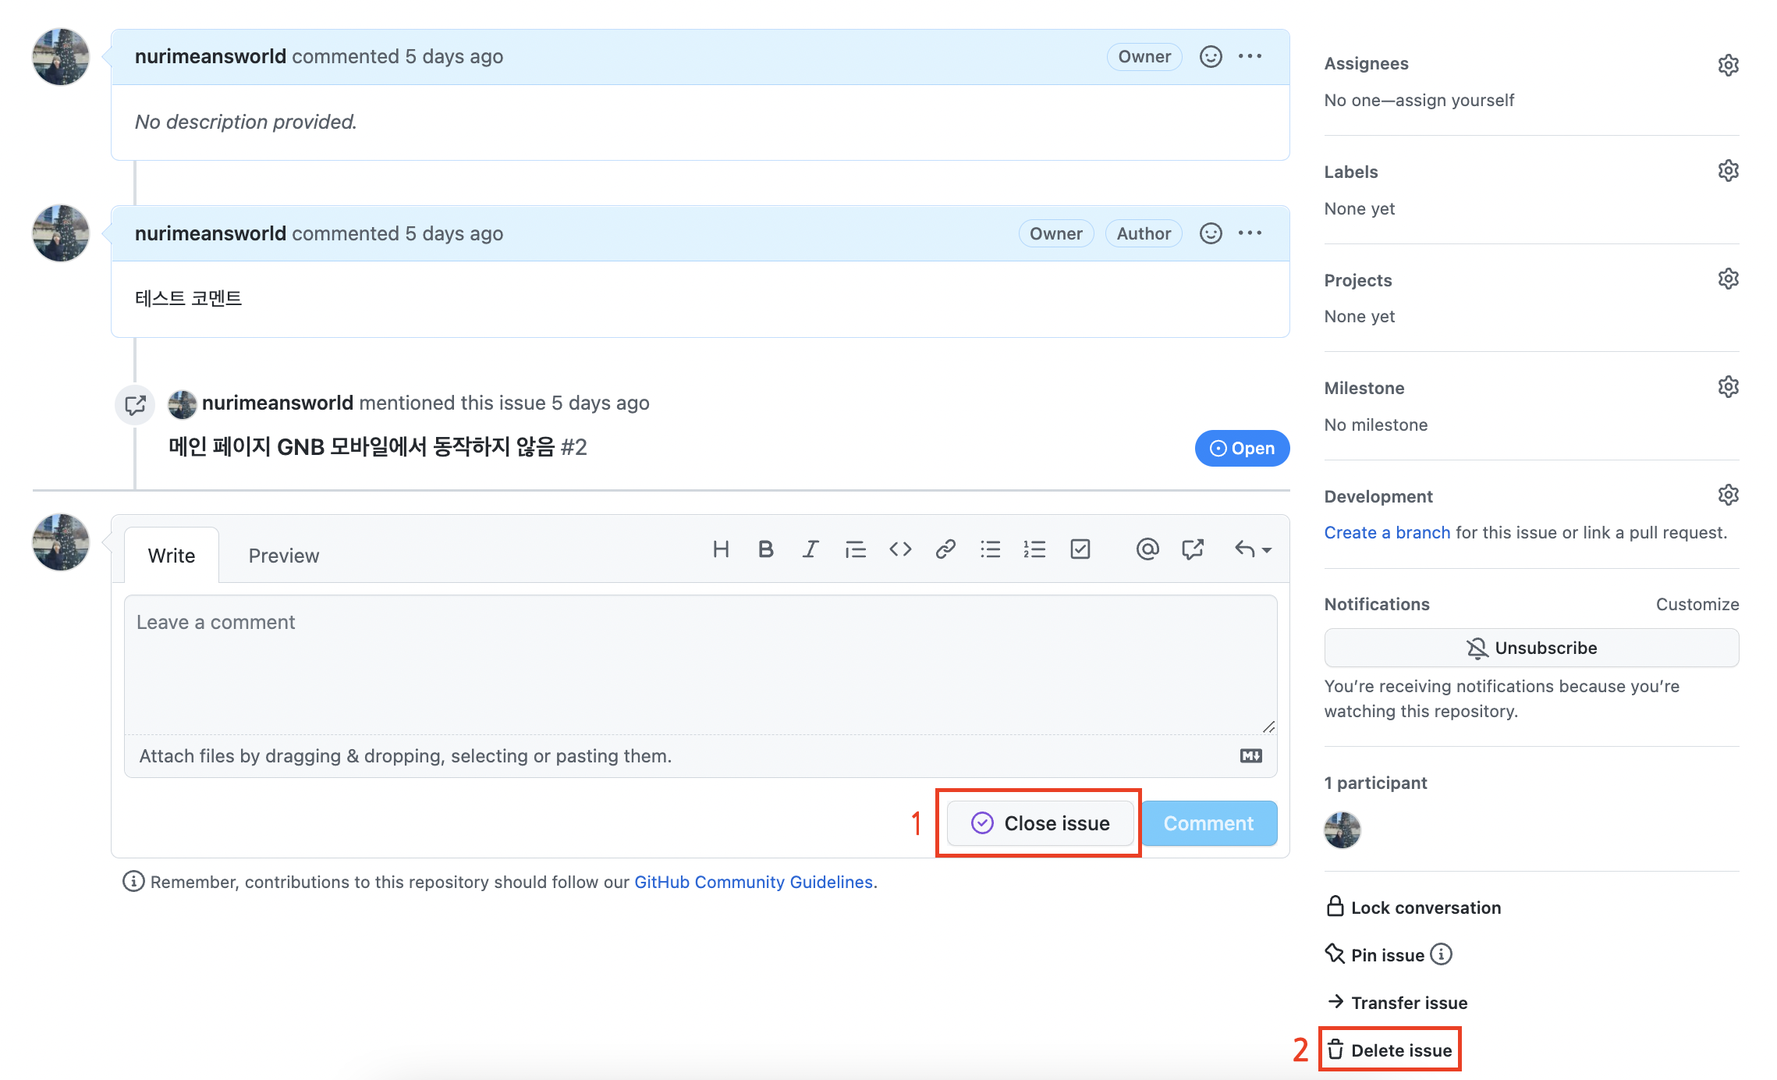 nurimeansworld commented 5 days ago
Owner
No description provided.
nurimeansworld commented 5 days ago
Owner
Author
테스트 코멘트
nurimeansworld mentioned this issue 5 days ago
메인 페이지 GNB 모바일에서 동작하지 않음 #2
Open
Write
Preview
Leave a comment
Attach files by dragging & dropping, selecting or pasting them.
1
Close issue
Comment
Remember, contributions to this repository should follow our GitHub Community Guidelines.
Assignees
No one—assign yourself
Labels
None yet
Projects
None yet
Milestone
No milestone
Development
Create a branch for this issue or link a pull request.
Notifications
Customize
Unsubscribe
You’re receiving notifications because you’re
watching this repository.
1 participant
Lock conversation
Pin issue
Transfer issue
2
Delete issue